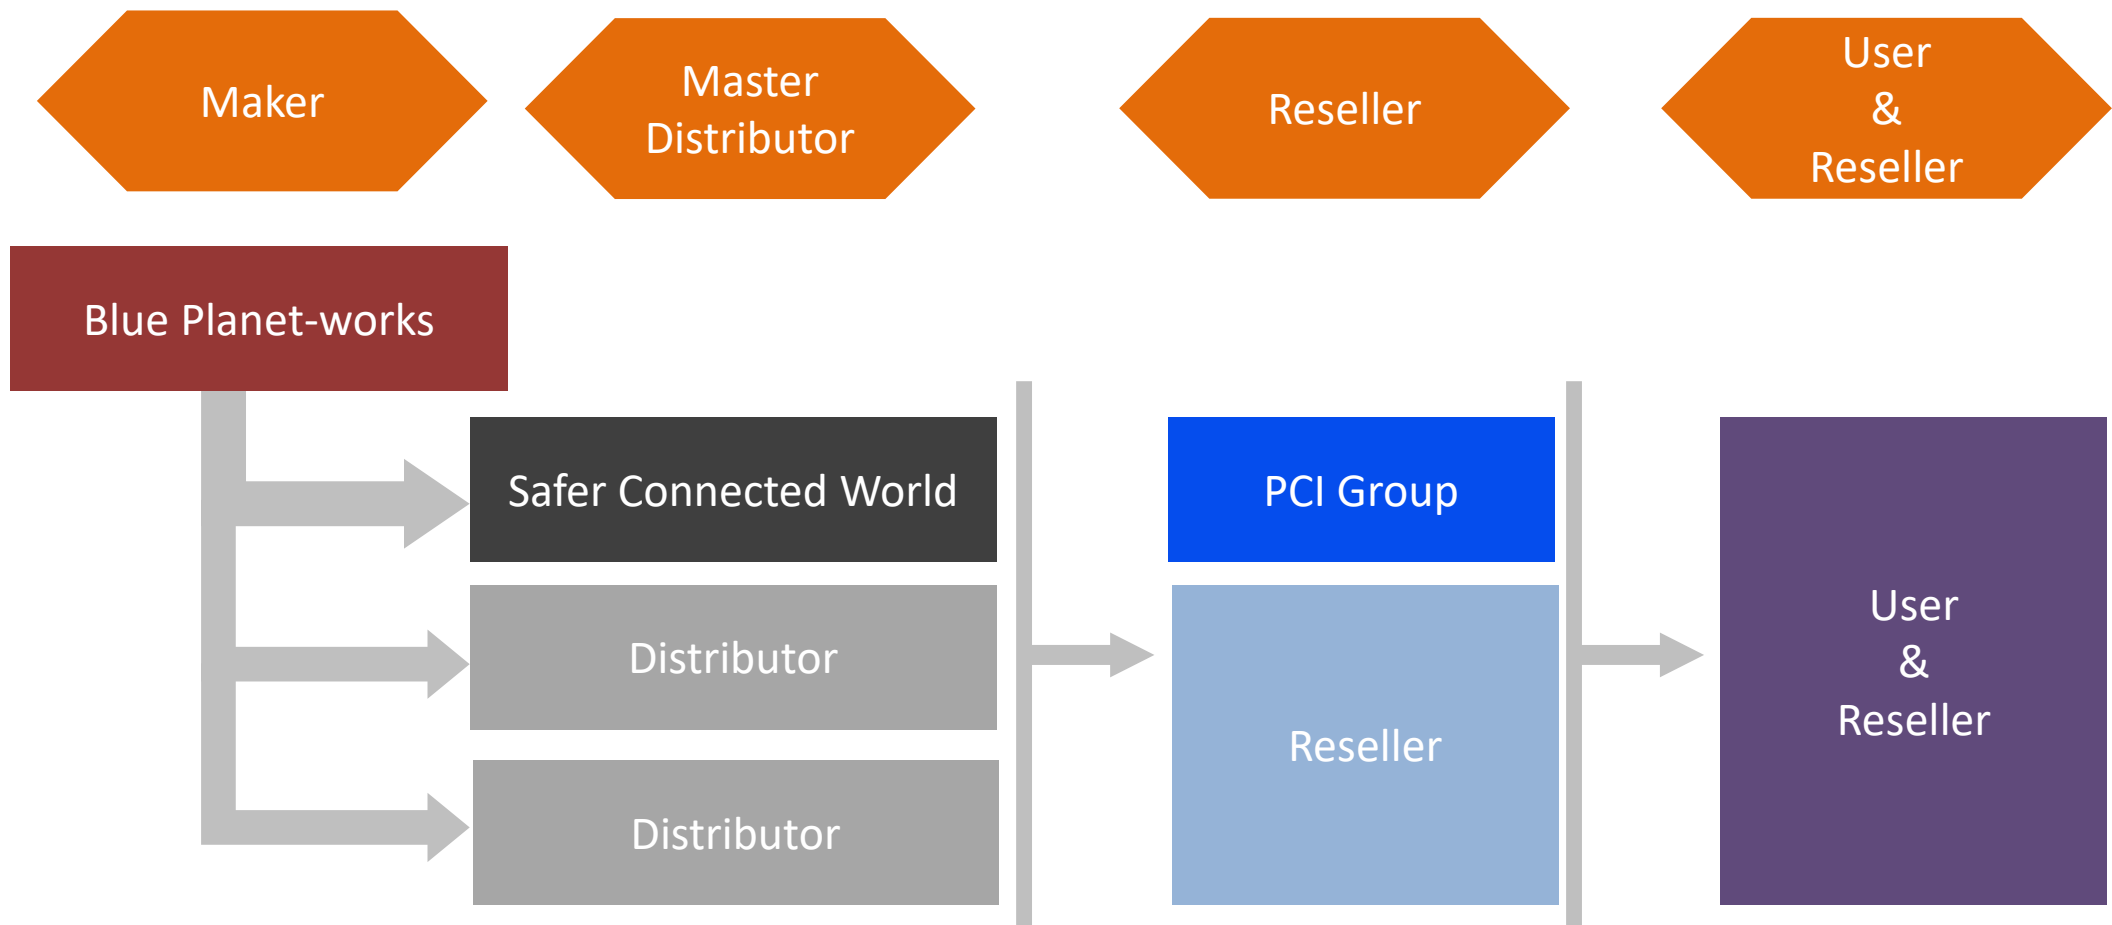 Maker
Master
Distributor
Reseller
User
&
Reseller
Blue Planet-works
Safer Connected World
PCI Group
Distributor
Reseller
Distributor
User
&
Reseller